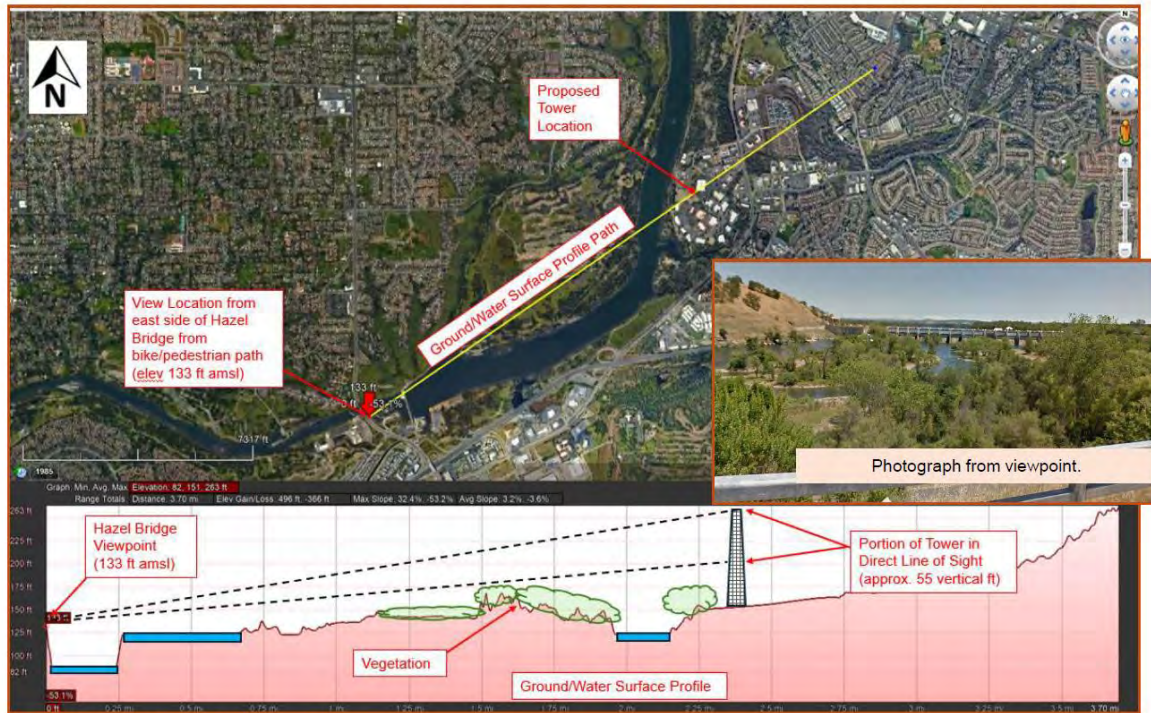 N
N
Proposed
Tower
Location
Ground/Water Surface Profile Path
View Location from
east side of Hazel
Bridge from
bike/pedestrian path
(elev 133 ft amsl)
133 ft
7317 ft
1985
Photograph from viewpoint.
Graph: Min, Avg, Max Elevation: 82, 151, 263 ft
Range Totals: Distance: 3.70 mi Elev Gain/Loss: 496 ft, -366 ft Max Slope: 32.4%, -53.2% Avg Slope: 3.2%, -3.6%
263 ft
Hazel Bridge
Viewpoint
(133 ft amsl)
Portion of Tower in
Direct Line of Sight
(approx. 55 vertical ft)
225 ft
200 ft
175 ft
150 ft
125 ft
100 ft
82 ft
Vegetation
-53.1%
Ground/Water Surface Profile
0 ft 0.25 mi 0.5 mi 0.75 mi 1 mi 1.25 mi 1.5 mi 1.75 mi 2 mi 2.25 mi 2.5 mi 2.75 mi 3 mi 3.25 mi 3.5 mi 3.70 mi